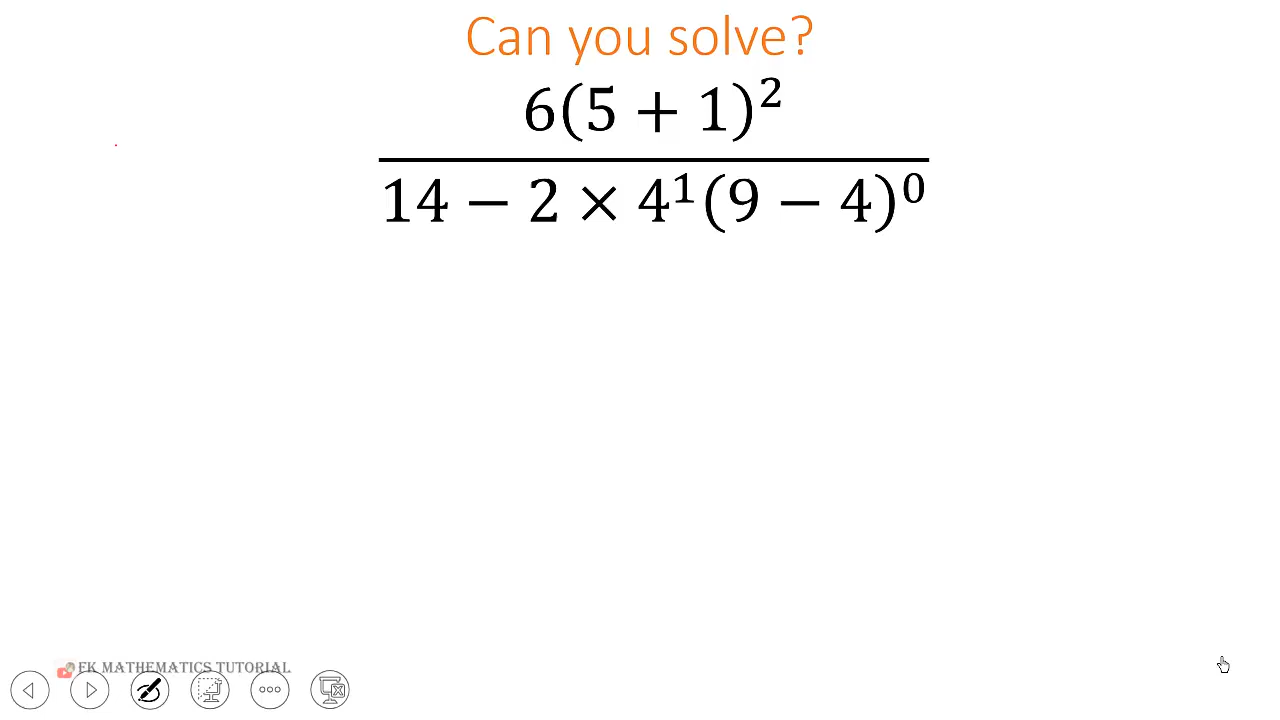 Can you solve?
6(5 + 1)²
14 − 2 × 4¹(9 − 4)⁰
EK MATHEMATICS TUTORIAL